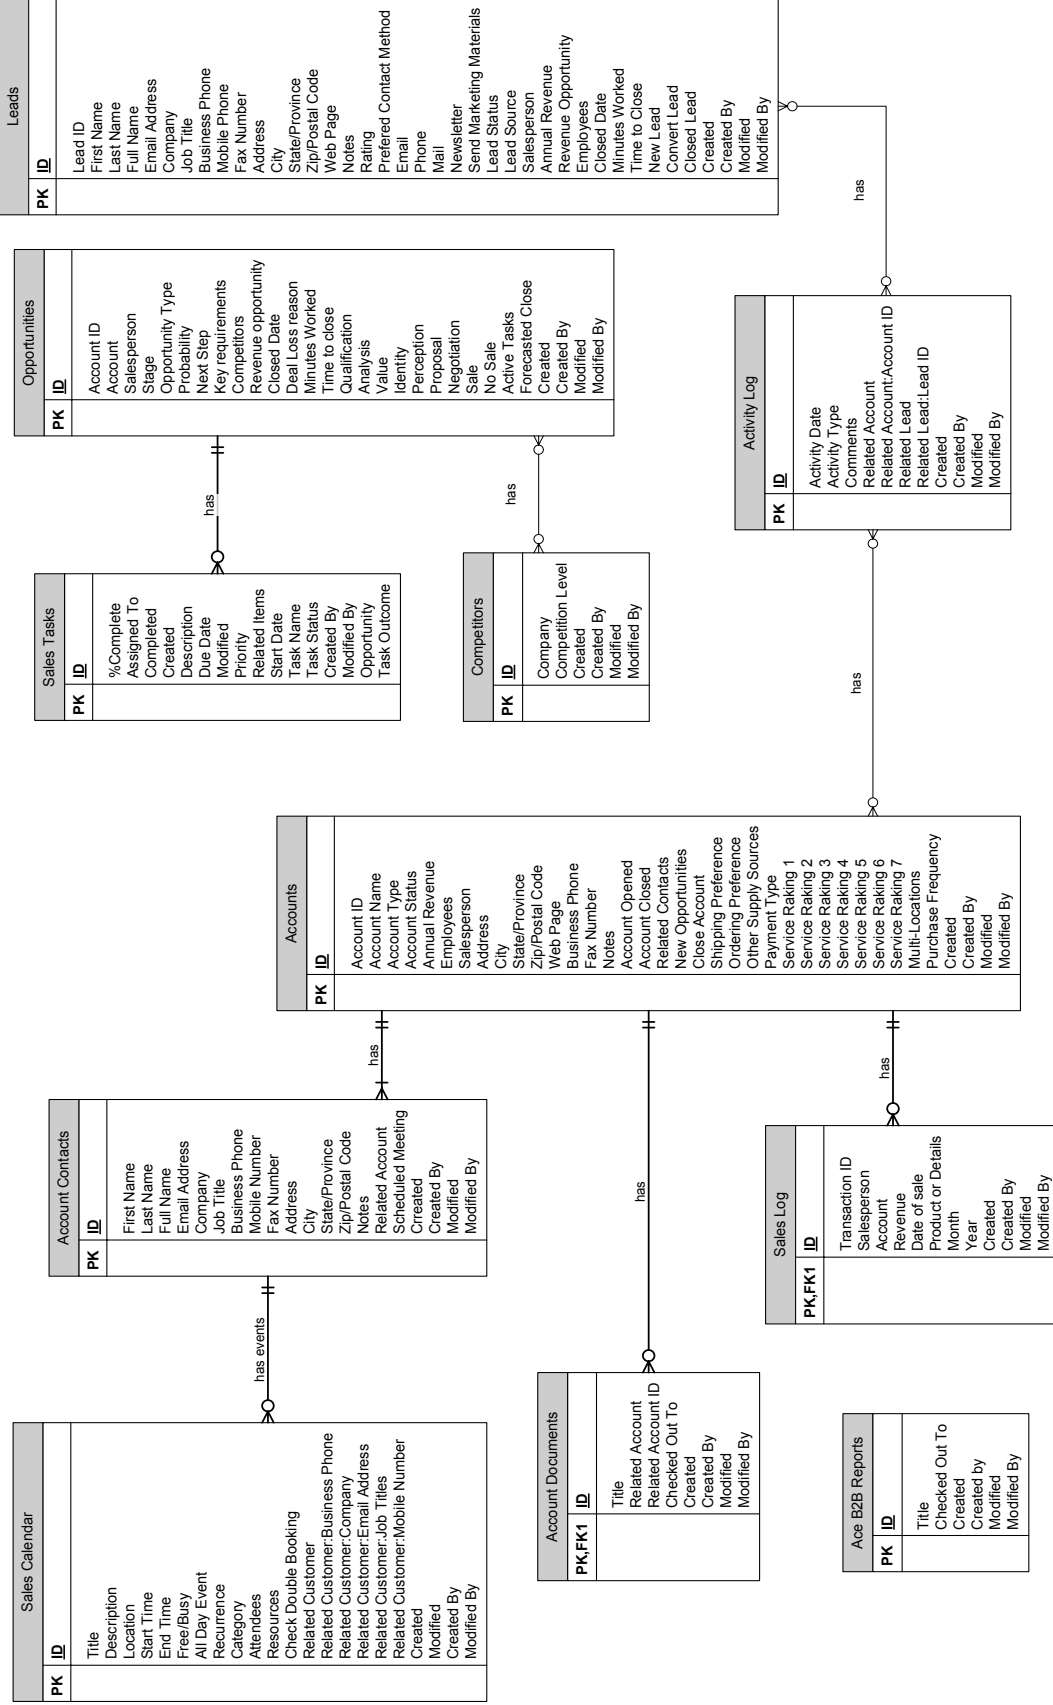 Sales Calendar
PK ID
Title
Description
Location
Start Time
End Time
Free/Busy
All Day Event
Recurrence
Category
Attendees
Resources
Check Double Booking
Related Customer
Related Customer:Business Phone
Related Customer:Company
Related Customer:Email Address
Related Customer:Job Titles
Related Customer:Mobile Number
Created
Modified
Created By
Modified By
has events
Account Contacts
PK ID
First Name
Last Name
Full Name
Email Address
Company
Job Title
Business Phone
Mobile Number
Fax Number
Address
City
State/Province
Zip/Postal Code
Notes
Related Account
Scheduled Meeting
Crreated
Created By
Modified
Modified By
has
Sales Tasks
PK ID
%Complete
Assigned To
Completed
Created
Description
Due Date
Modified
Priority
Related Items
Start Date
Task Name
Task Status
Created By
Modified By
Opportunity
Task Outcome
has
Opportunities
PK ID
Account ID
Account
Salesperson
Stage
Opportunity Type
Probability
Next Step
Key requirements
Competitors
Revenue opportunity
Closed Date
Deal Loss reason
Minutes Worked
Time to close
Qualification
Analysis
Value
Identity
Perception
Proposal
Negotiation
Sale
No Sale
Active Tasks
Forecasted Close
Created
Created By
Modified
Modified By
Leads
PK ID
Lead ID
First Name
Last Name
Full Name
Email Address
Company
Job Title
Business Phone
Mobile Phone
Fax Number
Address
City
State/Province
Zip/Postal Code
Web Page
Notes
Rating
Preferred Contact Method
Email
Phone
Mail
Newsletter
Send Marketing Materials
Lead Status
Lead Source
Salesperson
Annual Revenue
Revenue Opportunity
Employees
Closed Date
Minutes Worked
Time to Close
New Lead
Convert Lead
Closed Lead
Created
Created By
Modified
Modified By
Accounts
PK ID
Account ID
Account Name
Account Type
Account Status
Annual Revenue
Employees
Salesperson
Address
City
State/Province
Zip/Postal Code
Web Page
Business Phone
Fax Number
Notes
Account Opened
Account Closed
Related Contacts
New Opportunities
Close Account
Shipping Preference
Ordering Preference
Other Supply Sources
Payment Type
Service Raking 1
Service Raking 2
Service Raking 3
Service Raking 4
Service Raking 5
Service Raking 6
Service Raking 7
Multi-Locations
Purchase Frequency
Created
Created By
Modified
Modified By
Competitors
PK ID
Company
Competition Level
Created
Created By
Modified
Modified By
has
Account Documents
PK,FK1 ID
Title
Related Account
Related Account ID
Checked Out To
Created
Created By
Modified
Modified By
has
Sales Log
PK,FK1 ID
Transaction ID
Salesperson
Account
Revenue
Date of sale
Product or Details
Month
Year
Created
Created By
Modified
Modified By
has
has
Activity Log
PK ID
Activity Date
Activity Type
Comments
Related Account
Related Account:Account ID
Related Lead
Related Lead:Lead ID
Created
Created By
Modified
Modified By
has
Ace B2B Reports
PK ID
Title
Checked Out To
Created
Created by
Modified
Modified By